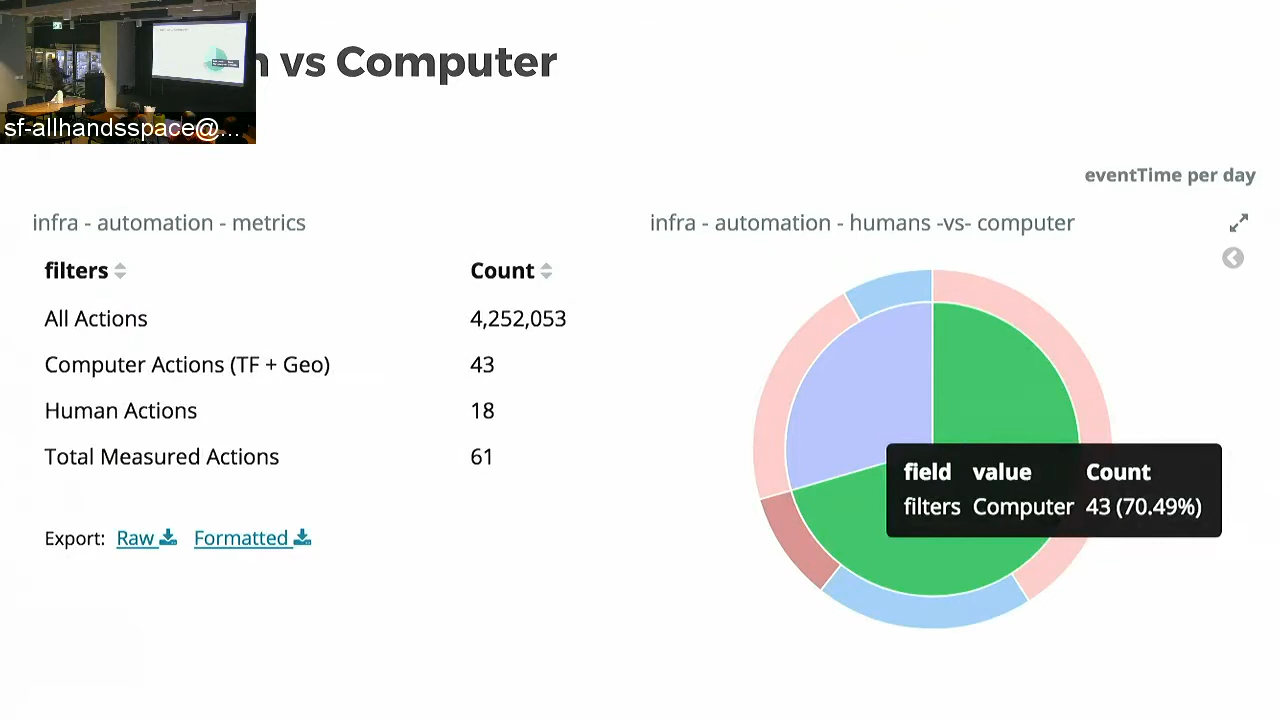 vs Computer
sf-allhandsspace@...
eventTime per day
infra - automation - metrics
filters Count
All Actions 4,252,053
Computer Actions (TF + Geo) 43
Human Actions 18
Total Measured Actions 61
Export: Raw Formatted
infra - automation - humans -vs- computer
field value Count
filters Computer 43 (70.49%)